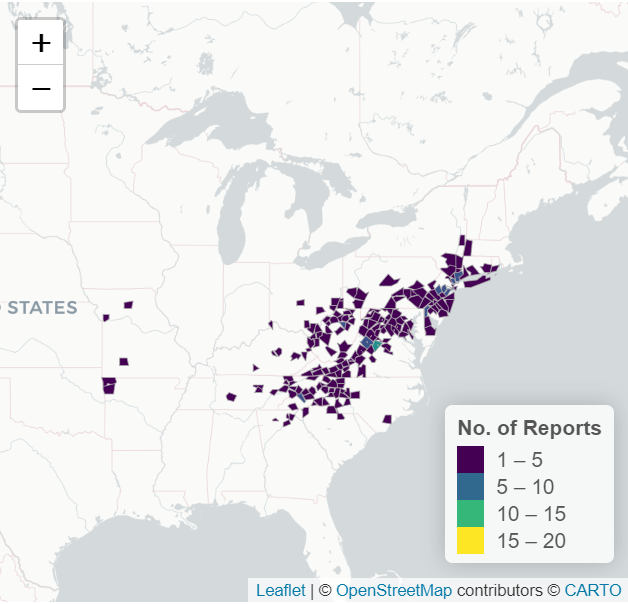 +
−
STATES
No. of Reports
1 – 5
5 – 10
10 – 15
15 – 20
Leaflet | © OpenStreetMap contributors © CARTO